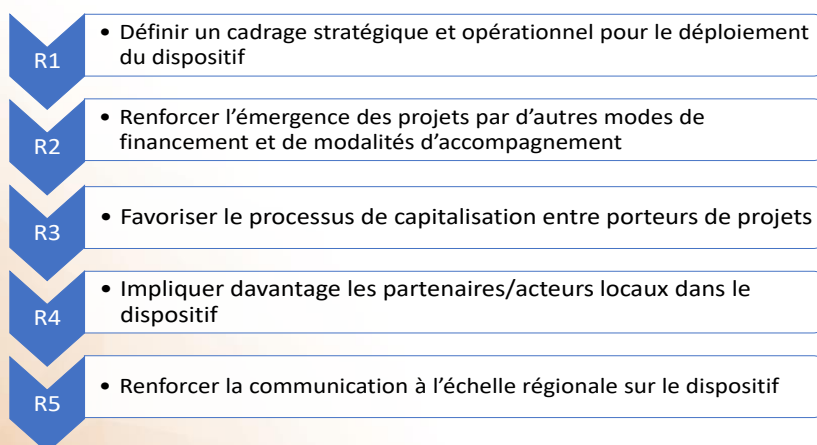 R1
• Définir un cadrage stratégique et opérationnel pour le déploiement
du dispositif
R2
• Renforcer l'émergence des projets par d'autres modes de
financement et de modalités d'accompagnement
R3
• Favoriser le processus de capitalisation entre porteurs de projets
R4
• Impliquer davantage les partenaires/acteurs locaux dans le
dispositif
R5
• Renforcer la communication à l'échelle régionale sur le dispositif